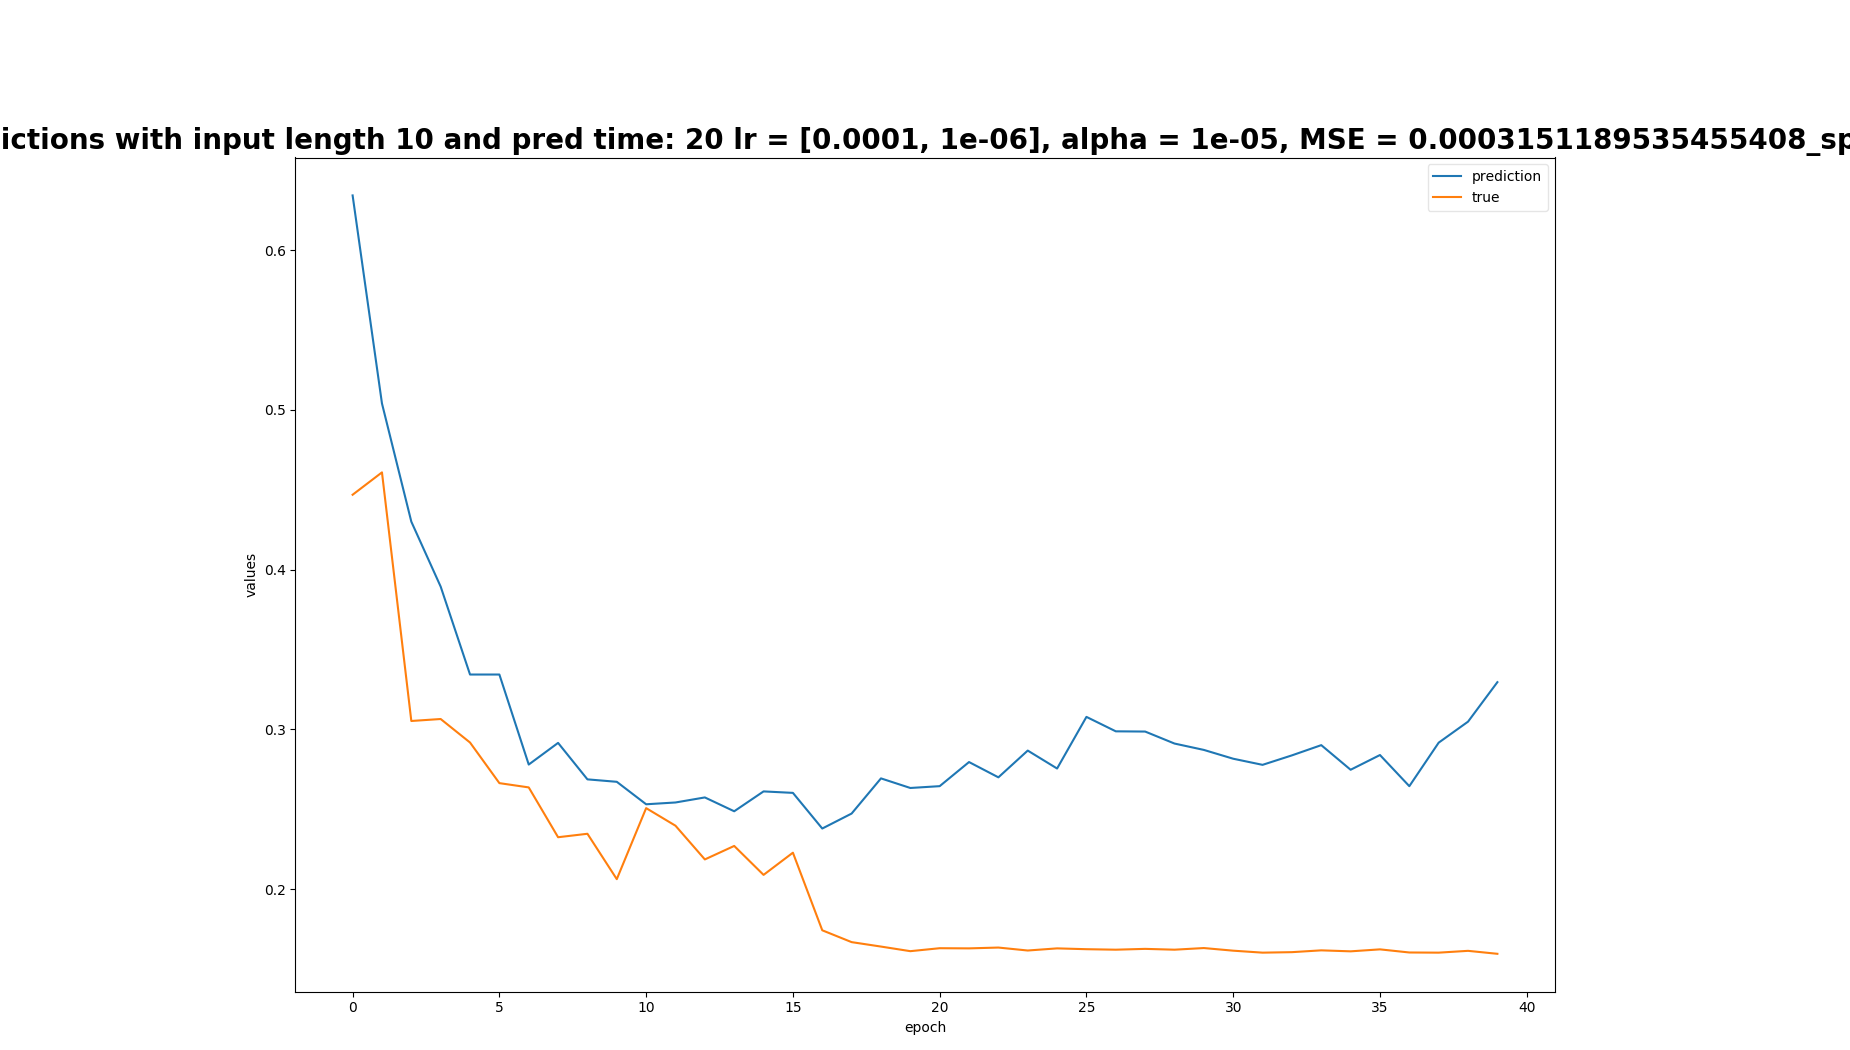 ictions with input length 10 and pred time: 20 lr = [0.0001, 1e-06], alpha = 1e-05, MSE = 0.0003151189535455408_sp
prediction
true
0.6
0.5
0.4
0.3
0.2
values
0 5 10 15 20 25 30 35 40
epoch